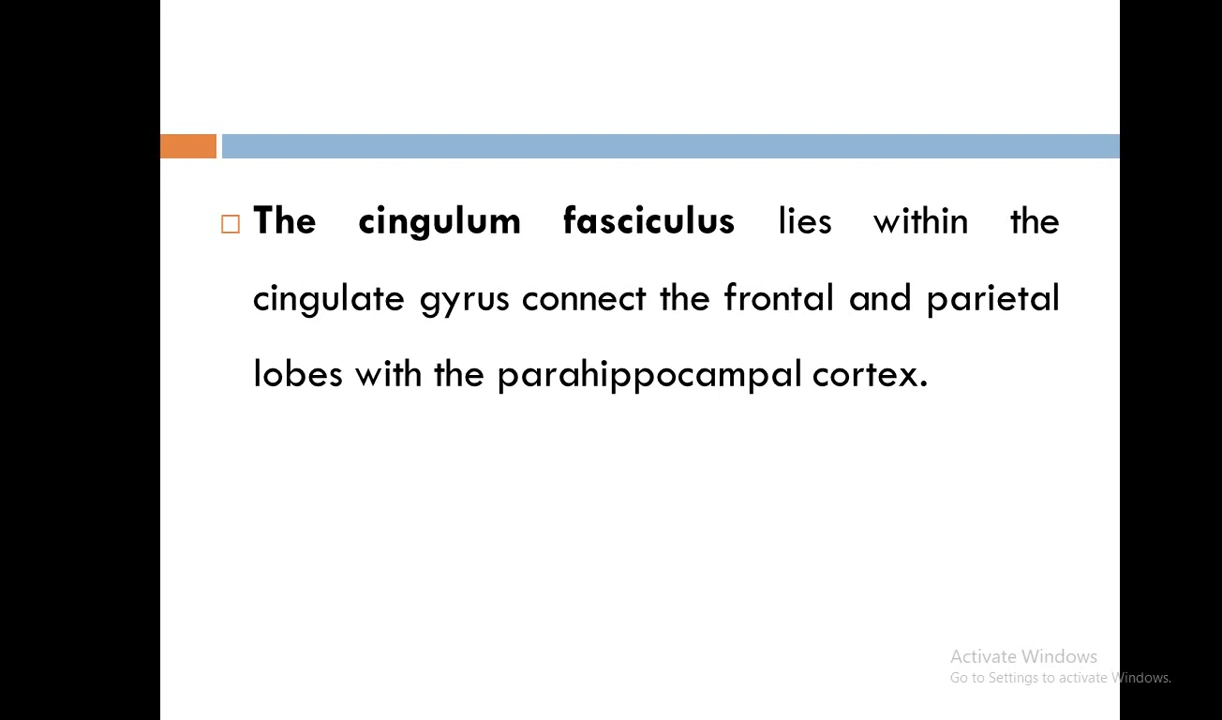 The cingulum fasciculus lies within the
cingulate gyrus connect the frontal and parietal
lobes with the parahippocampal cortex.
Activate Windows
Go to Settings to activate Windows.